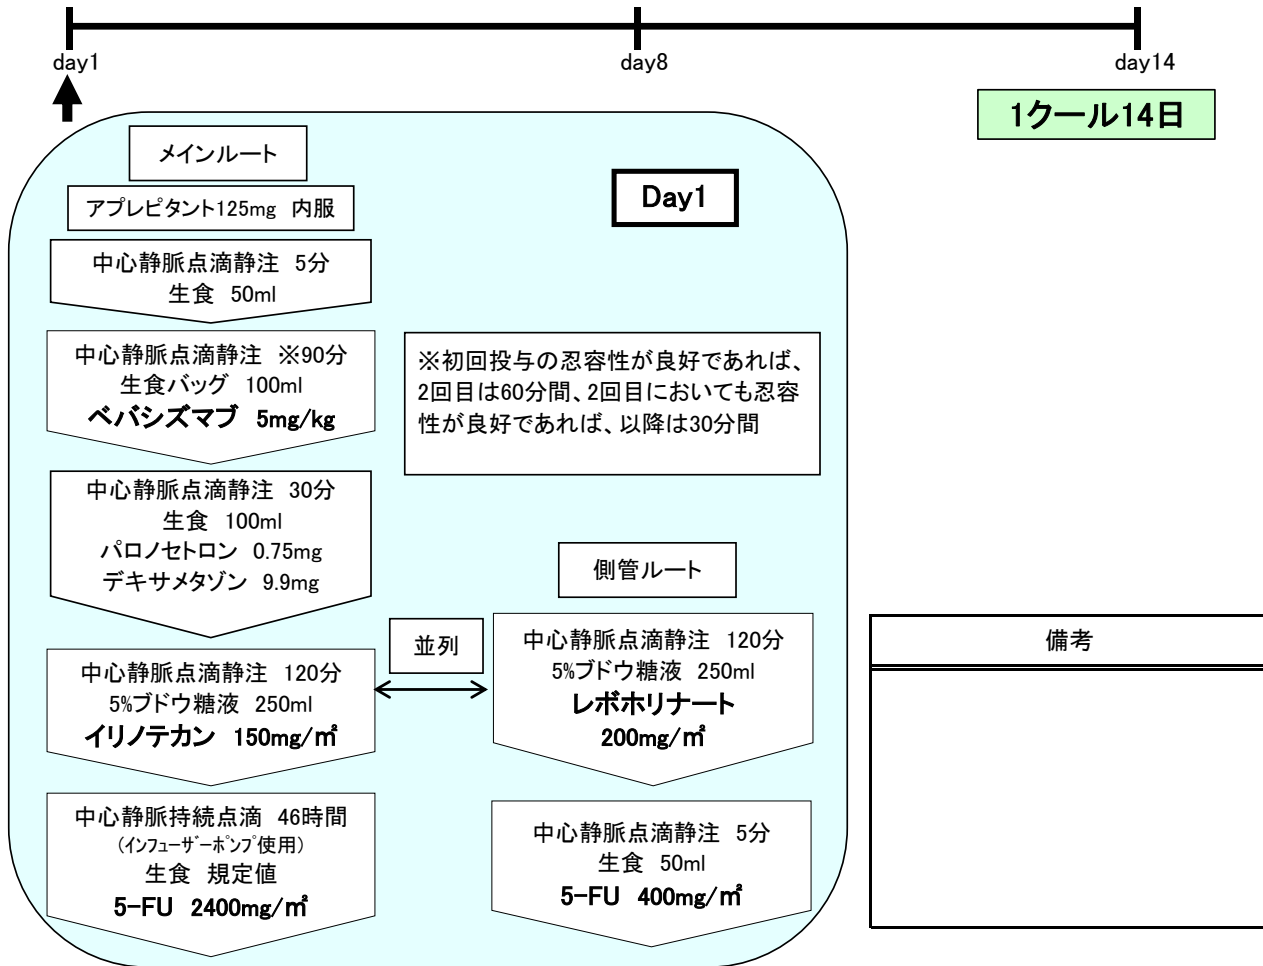 day1
day8
day14
1クール14日
メインルート
アプレピタント125mg 内服
Day1
中心静脈点滴静注 5分
生食 50ml
中心静脈点滴静注 ※90分
生食バッグ 100ml
ベバシズマブ 5mg/kg
※初回投与の忍容性が良好であれば、
2回目は60分間、2回目においても忍容
性が良好であれば、以降は30分間
中心静脈点滴静注 30分
生食 100ml
パロノセトロン 0.75mg
デキサメタゾン 9.9mg
側管ルート
並列
中心静脈点滴静注 120分
5%ブドウ糖液 250ml
イリノテカン 150mg/㎡
中心静脈点滴静注 120分
5%ブドウ糖液 250ml
レボホリナート
200mg/㎡
中心静脈持続点滴 46時間
(ｲﾝﾌｭｰｻﾞｰﾎﾟﾝﾌﾟ使用)
生食 規定値
5-FU 2400mg/㎡
中心静脈点滴静注 5分
生食 50ml
5-FU 400mg/㎡
備考